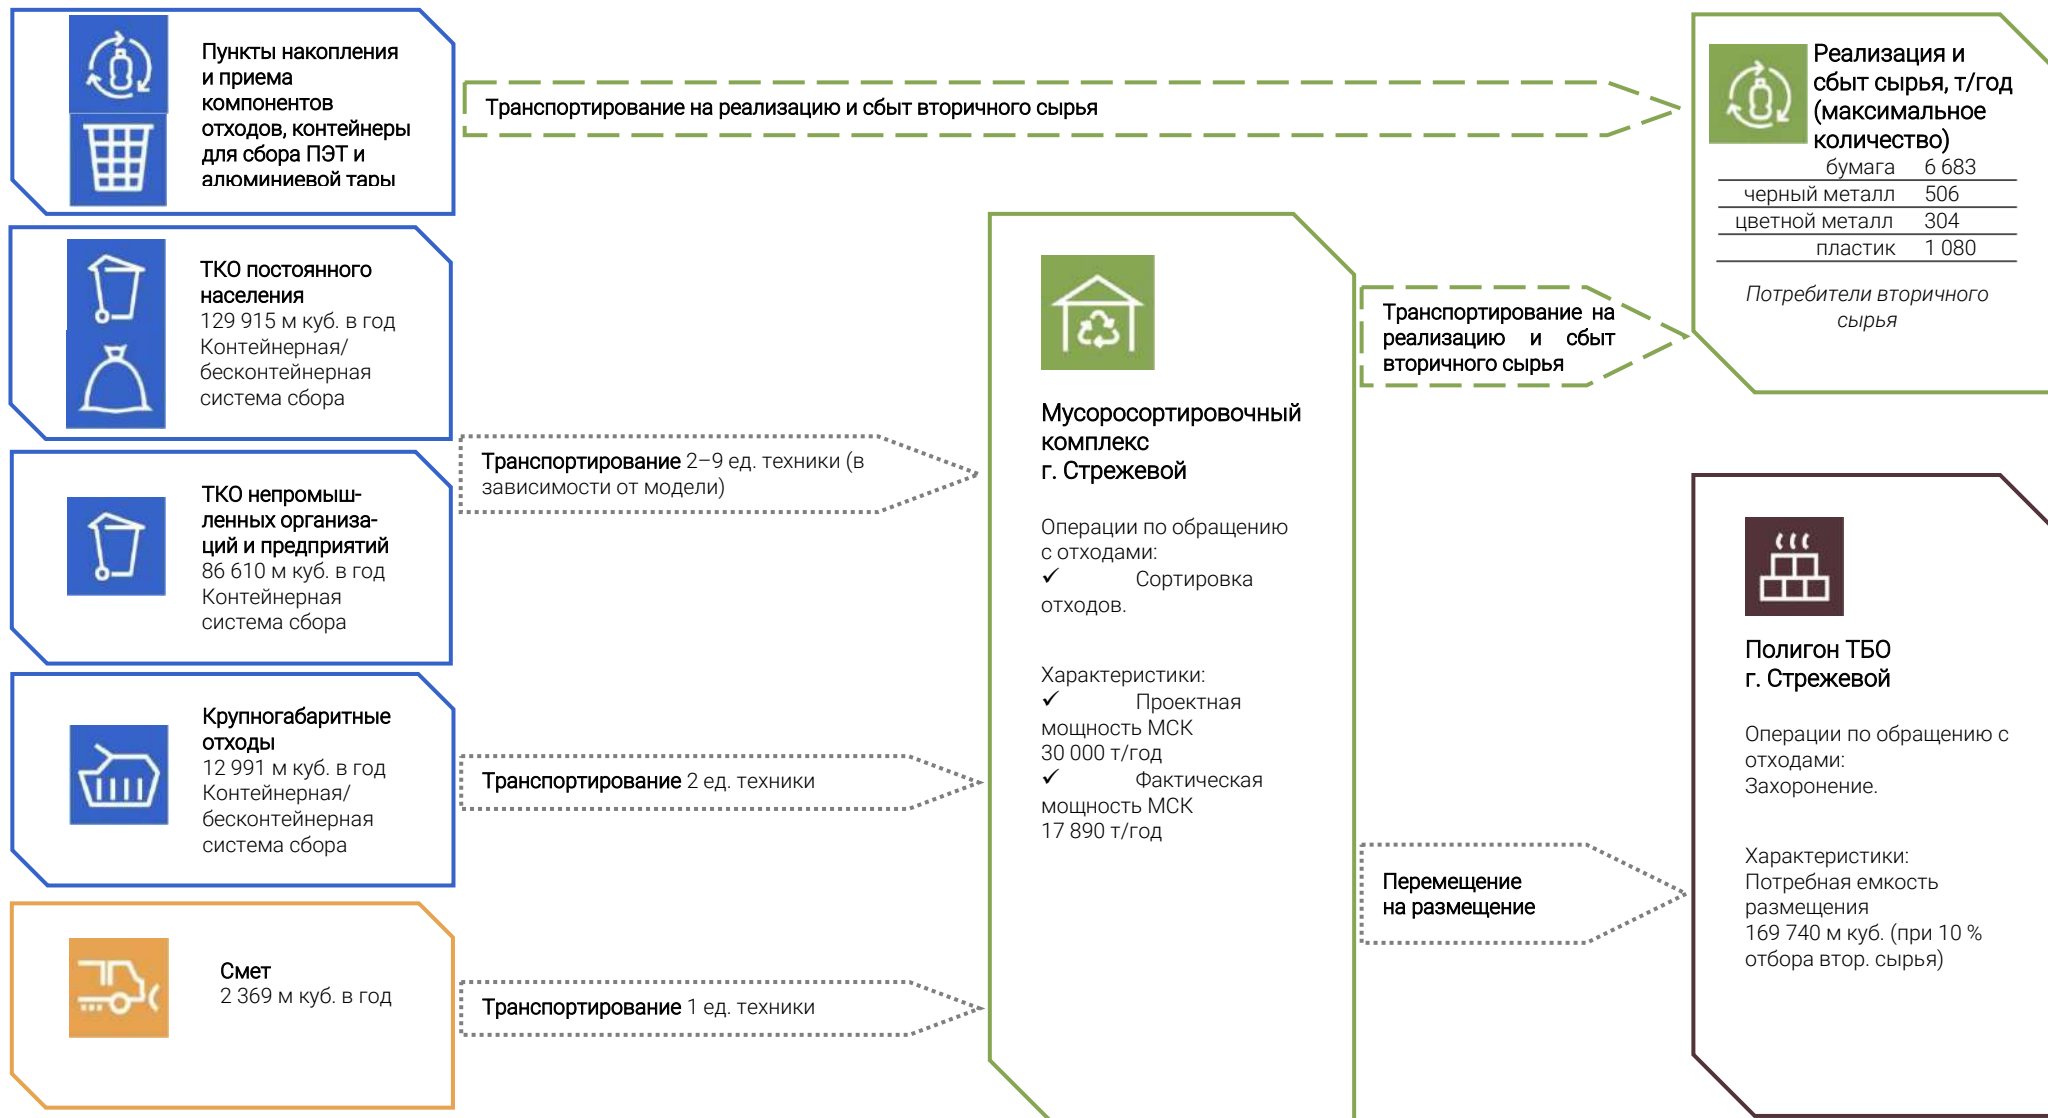 Пункты накопления
и приема
компонентов
отходов, контейнеры
для сбора ПЭТ и
алюминиевой тары
Транспортирование на реализацию и сбыт вторичного сырья
Реализация и
сбыт сырья, т/год
(максимальное
количество)
бумага 6 683
черный металл 506
цветной металл 304
пластик 1 080
Потребители вторичного
сырья
ТКО постоянного
населения
129 915 м куб. в год
Контейнерная/
бесконтейнерная
система сбора
Транспортирование 2–9 ед. техники (в
зависимости от модели)
ТКО непромыш-
ленных организа-
ций и предприятий
86 610 м куб. в год
Контейнерная
система сбора
Крупногабаритные
отходы
12 991 м куб. в год
Контейнерная/
бесконтейнерная
система сбора
Транспортирование 2 ед. техники
Смет
2 369 м куб. в год
Транспортирование 1 ед. техники
Мусоросортировочный
комплекс
г. Стрежевой
Операции по обращению
с отходами:
✓ Сортировка
отходов.
Характеристики:
✓ Проектная
мощность МСК
30 000 т/год
✓ Фактическая
мощность МСК
17 890 т/год
Транспортирование на
реализацию и сбыт
вторичного сырья
Перемещение
на размещение
Полигон ТБО
г. Стрежевой
Операции по обращению с
отходами:
Захоронение.
Характеристики:
Потребная емкость
размещения
169 740 м куб. (при 10 %
отбора втор. сырья)